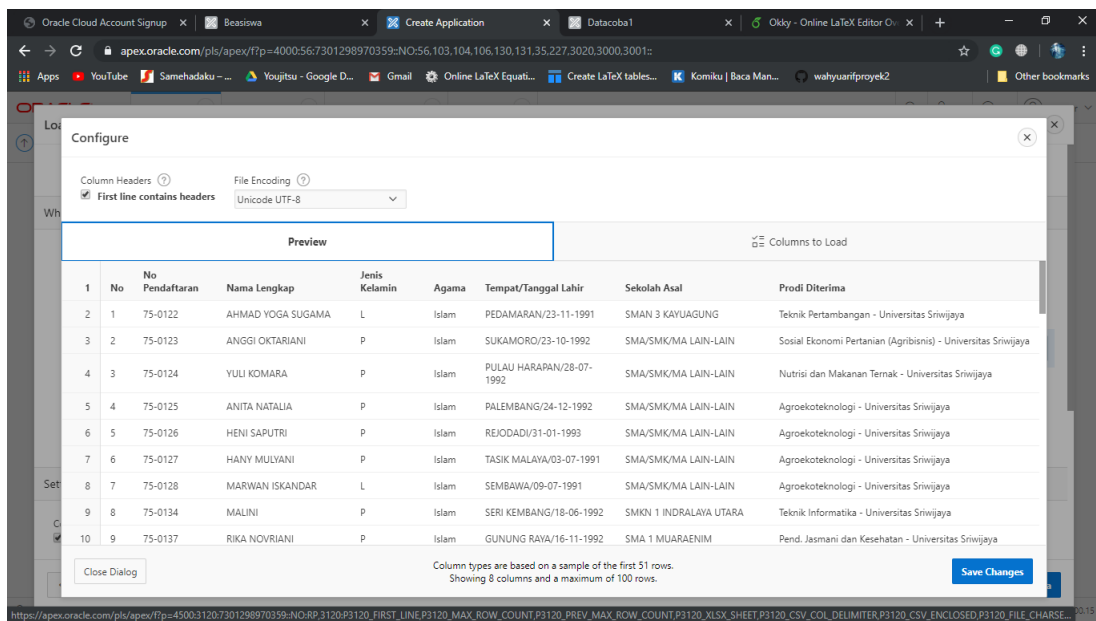 Oracle Cloud Account Signup
Beasiswa
Create Application
Datacoba1
Okky - Online LaTeX Editor Ov
apex.oracle.com/pls/apex/f?p=4000:56:7301298970359::NO:56,103,104,106,130,131,35,227,3020,3000,3001::
Apps YouTube Samehadaku – ... Youjitsu - Google D... Gmail Online LaTeX Equati... Create LaTeX tables... Komiku | Baca Man... wahyuarifproyek2 Other bookmarks
Configure
Column Headers ? File Encoding ?
First line contains headers Unicode UTF-8
Preview Columns to Load
1 No No Pendaftaran Nama Lengkap Jenis Kelamin Agama Tempat/Tanggal Lahir Sekolah Asal Prodi Diterima
2 1 75-0122 AHMAD YOGA SUGAMA L Islam PEDAMARAN/23-11-1991 SMAN 3 KAYUAGUNG Teknik Pertambangan - Universitas Sriwijaya
3 2 75-0123 ANGGI OKTARIANI P Islam SUKAMORO/23-10-1992 SMA/SMK/MA LAIN-LAIN Sosial Ekonomi Pertanian (Agribisnis) - Universitas Sriwijaya
4 3 75-0124 YULI KOMARA P Islam PULAU HARAPAN/28-07-1992 SMA/SMK/MA LAIN-LAIN Nutrisi dan Makanan Ternak - Universitas Sriwijaya
5 4 75-0125 ANITA NATALIA P Islam PALEMBANG/24-12-1992 SMA/SMK/MA LAIN-LAIN Agroekoteknologi - Universitas Sriwijaya
6 5 75-0126 HENI SAPUTRI P Islam REJODADI/31-01-1993 SMA/SMK/MA LAIN-LAIN Agroekoteknologi - Universitas Sriwijaya
7 6 75-0127 HANY MULYANI P Islam TASIK MALAYA/03-07-1991 SMA/SMK/MA LAIN-LAIN Agroekoteknologi - Universitas Sriwijaya
8 7 75-0128 MARWAN ISKANDAR L Islam SEMBAWA/09-07-1991 SMA/SMK/MA LAIN-LAIN Agroekoteknologi - Universitas Sriwijaya
9 8 75-0134 MALINI P Islam SERI KEMBANG/18-06-1992 SMKN 1 INDRALAYA UTARA Teknik Informatika - Universitas Sriwijaya
10 9 75-0137 RIKA NOVRIANI P Islam GUNUNG RAYA/16-11-1992 SMA 1 MUARAENIM Pend. Jasmani dan Kesehatan - Universitas Sriwijaya
Close Dialog
Column types are based on a sample of the first 51 rows.
Showing 8 columns and a maximum of 100 rows.
Save Changes
https://apex.oracle.com/pls/apex/f?p=4500:3120:7301298970359::NO:RP,3120:P3120_FIRST_LINE,P3120_MAX_ROW_COUNT,P3120_PREV_MAX_ROW_COUNT,P3120_XLSX_SHEET,P3120_CSV_COL_DELIMITER,P3120_CSV_ENCLOSED,P3120_FILE_CHARSE...